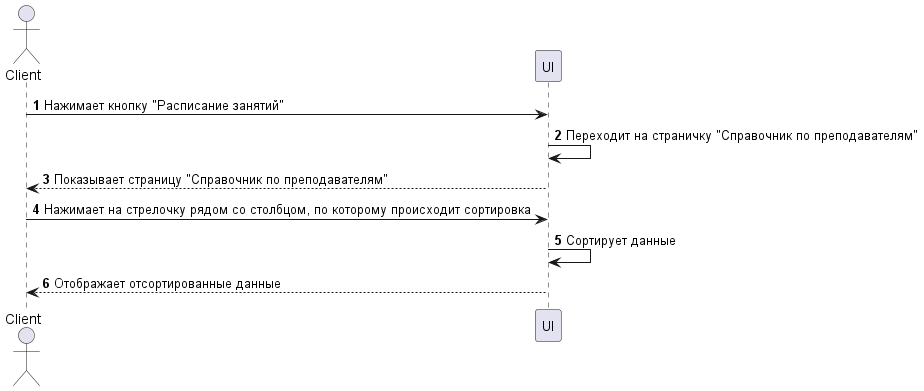 Client
UI
1 Нажимает кнопку "Расписание занятий"
2 Переходит на страничку "Справочник по преподавателям"
3 Показывает страницу "Справочник по преподавателям"
4 Нажимает на стрелочку рядом со столбцом, по которому происходит сортировка
5 Сортирует данные
6 Отображает отсортированные данные
Client
UI